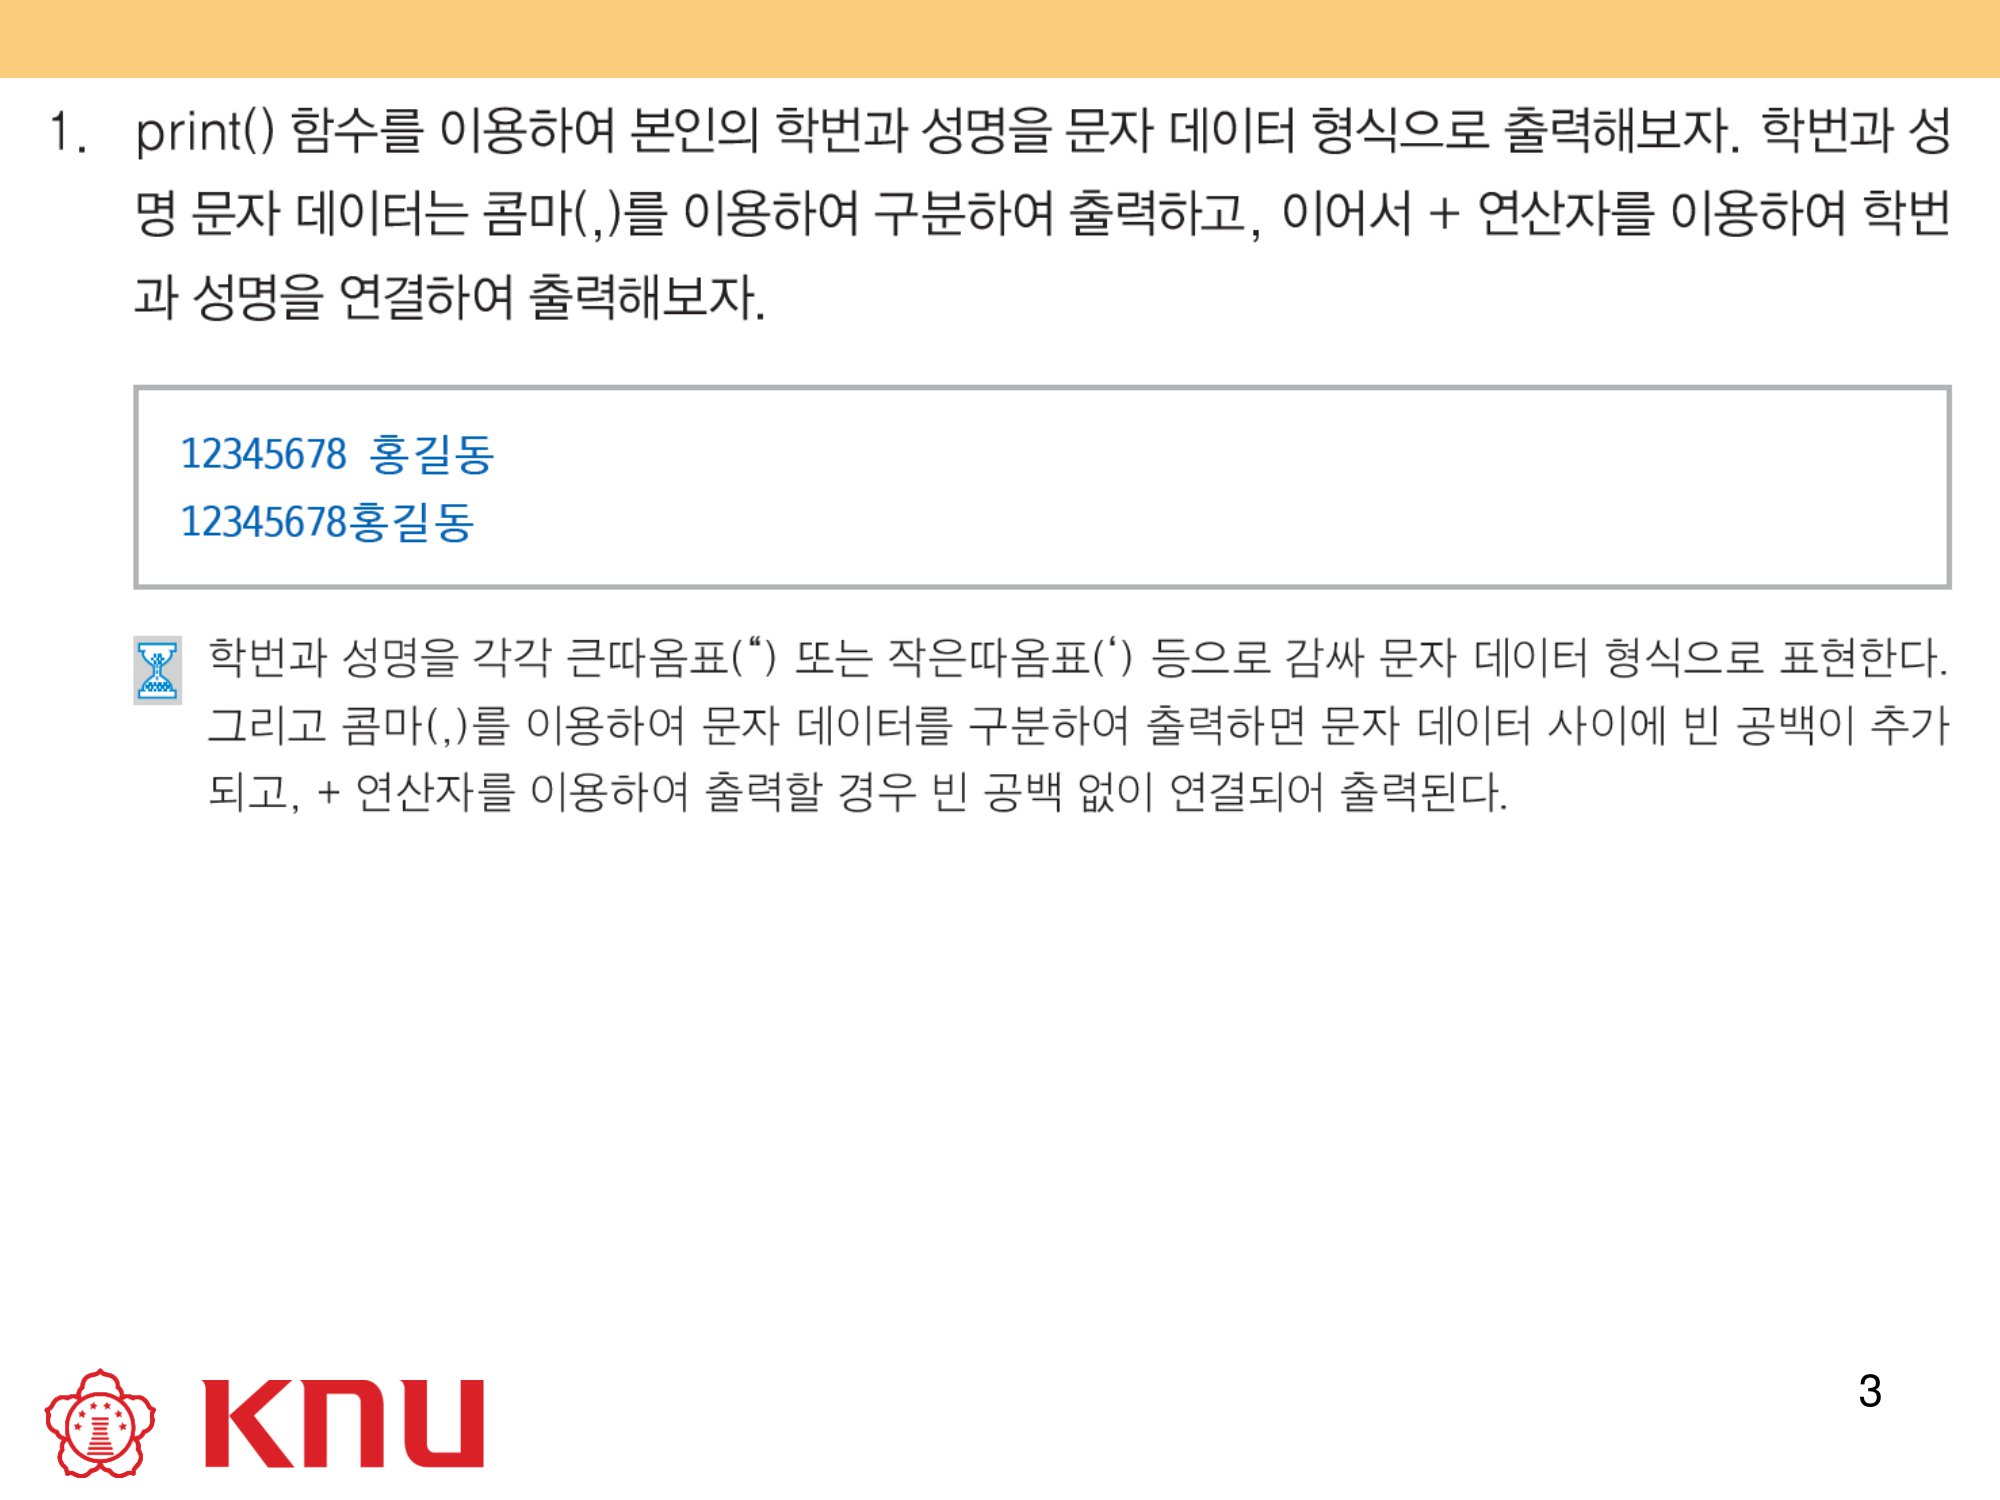 1. print() 함수를 이용하여 본인의 학번과 성명을 문자 데이터 형식으로 출력해보자. 학번과 성
명 문자 데이터는 콤마(,)를 이용하여 구분하여 출력하고, 이어서 + 연산자를 이용하여 학번
과 성명을 연결하여 출력해보자.
12345678 홍길동
12345678홍길동
학번과 성명을 각각 큰따옴표(“) 또는 작은따옴표(‘) 등으로 감싸 문자 데이터 형식으로 표현한다.
그리고 콤마(,)를 이용하여 문자 데이터를 구분하여 출력하면 문자 데이터 사이에 빈 공백이 추가
되고, + 연산자를 이용하여 출력할 경우 빈 공백 없이 연결되어 출력된다.
KNU
3